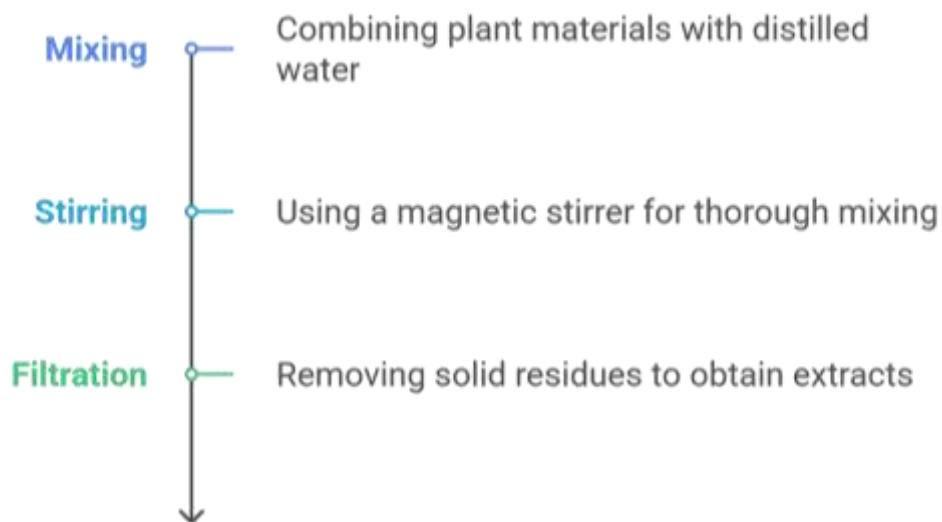 Mixing
Combining plant materials with distilled
water
Stirring
Using a magnetic stirrer for thorough mixing
Filtration
Removing solid residues to obtain extracts